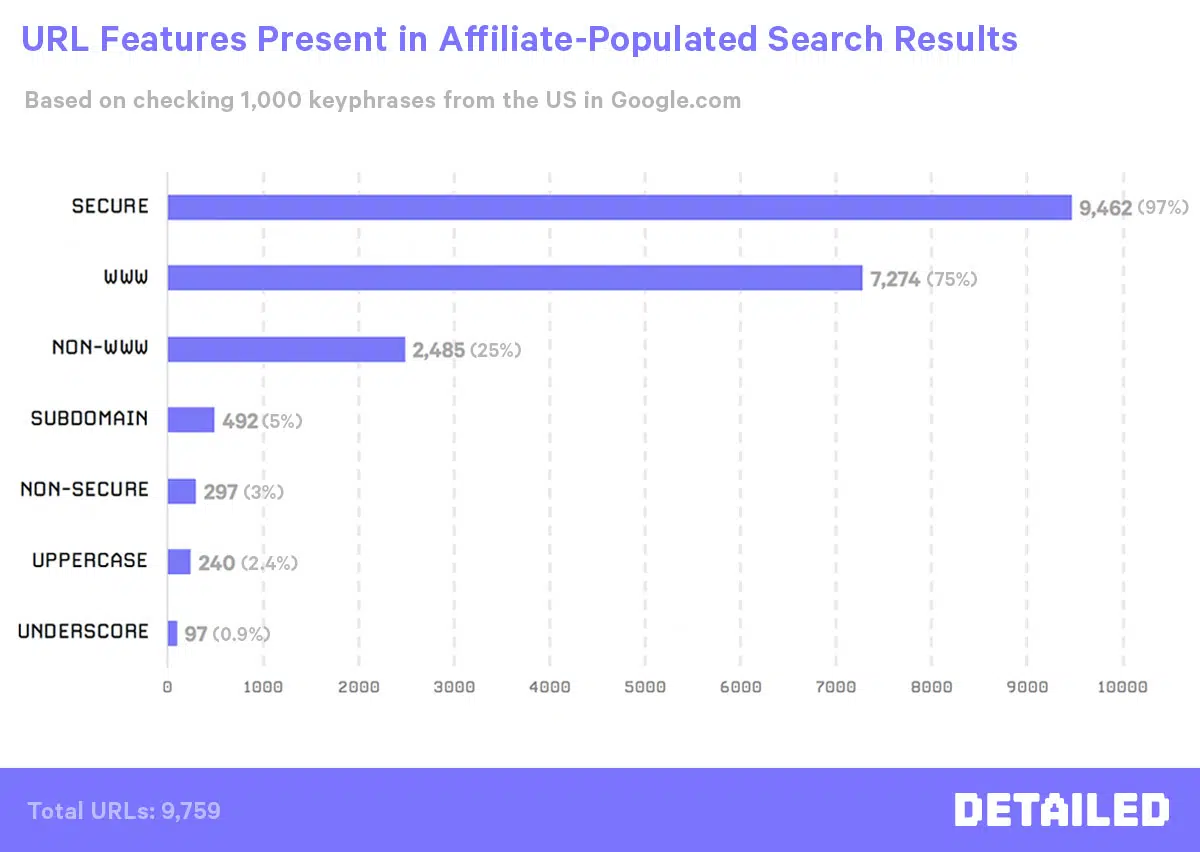 URL Features Present in Affiliate-Populated Search Results
Based on checking 1,000 keyphrases from the US in Google.com
SECURE 9,462 (97%)
WWW 7,274 (75%)
NON-WWW 2,485 (25%)
SUBDOMAIN 492 (5%)
NON-SECURE 297 (3%)
UPPERCASE 240 (2.4%)
UNDERSCORE 97 (0.9%)
0 1000 2000 3000 4000 5000 6000 7000 8000 9000 10000
Total URLs: 9,759 DETAILED